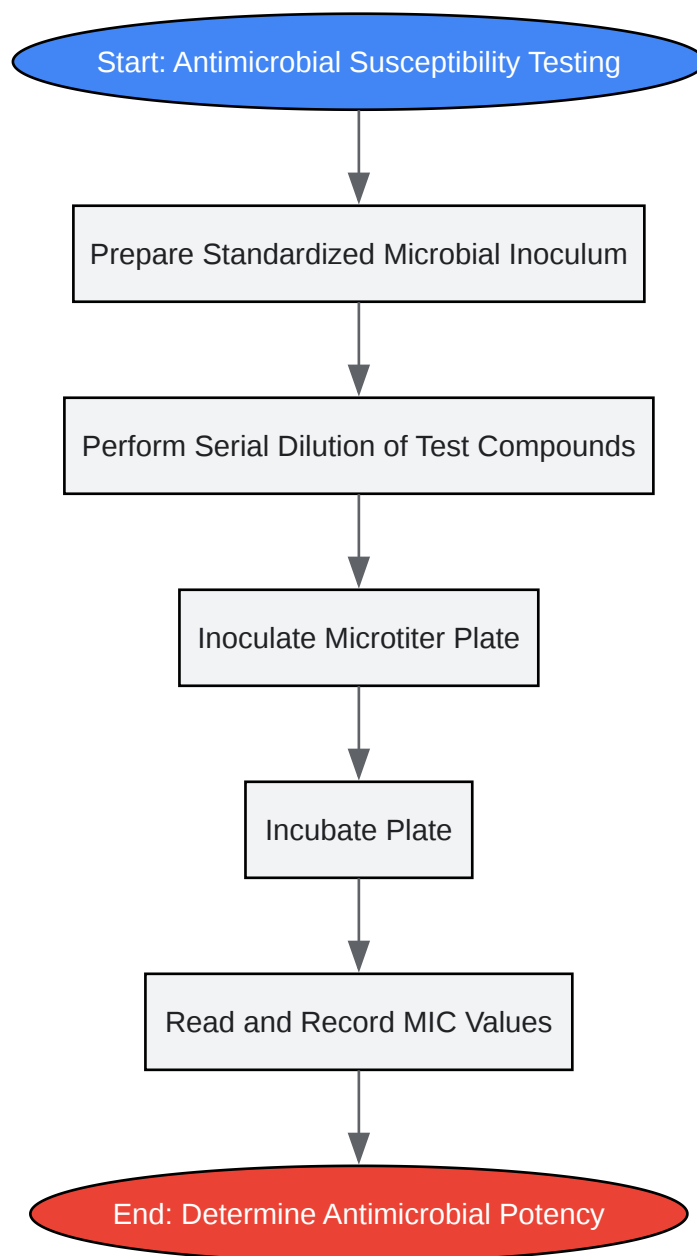 Start: Antimicrobial Susceptibility Testing
Prepare Standardized Microbial Inoculum
Perform Serial Dilution of Test Compounds
Inoculate Microtiter Plate
Incubate Plate
Read and Record MIC Values
End: Determine Antimicrobial Potency